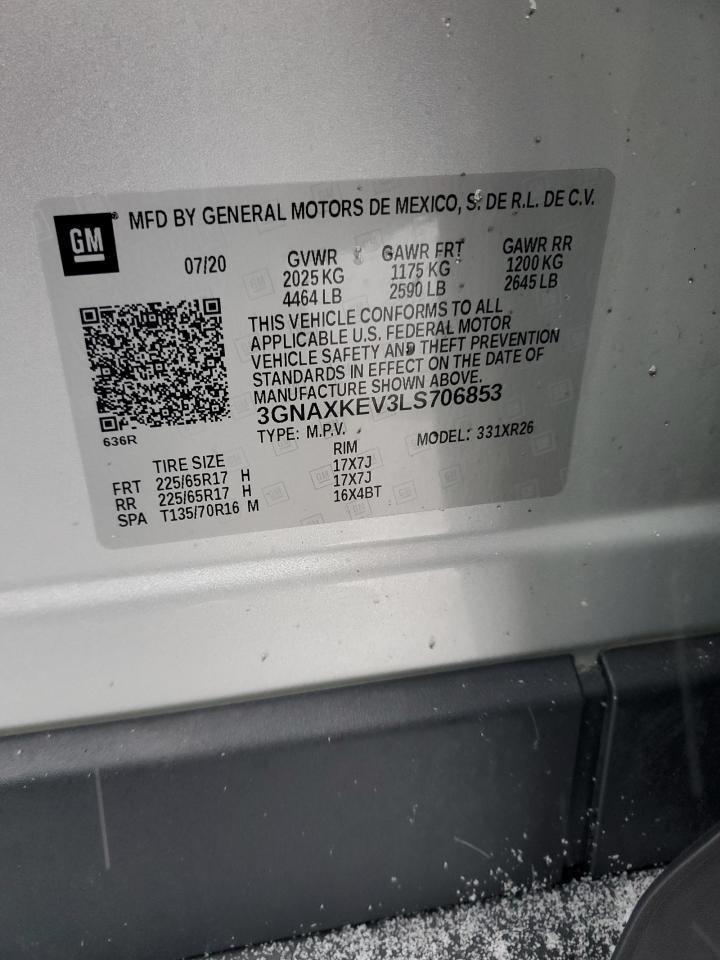 GM
MFD BY GENERAL MOTORS DE MEXICO, S. DE R.L. DE C.V.
07/20 GVWR GAWR FRT GAWR RR
2025 KG 1175 KG 1200 KG
4464 LB 2590 LB 2645 LB
THIS VEHICLE CONFORMS TO ALL
APPLICABLE U.S. FEDERAL MOTOR
VEHICLE SAFETY AND THEFT PREVENTION
STANDARDS IN EFFECT ON THE DATE OF
MANUFACTURE SHOWN ABOVE.
3GNAXKEV3LS706853
636R
TYPE: M.P.V. MODEL: 331XR26
TIRE SIZE RIM
FRT 225/65R17 H 17X7J
RR 225/65R17 H 17X7J
SPA T135/70R16 M 16X4BT